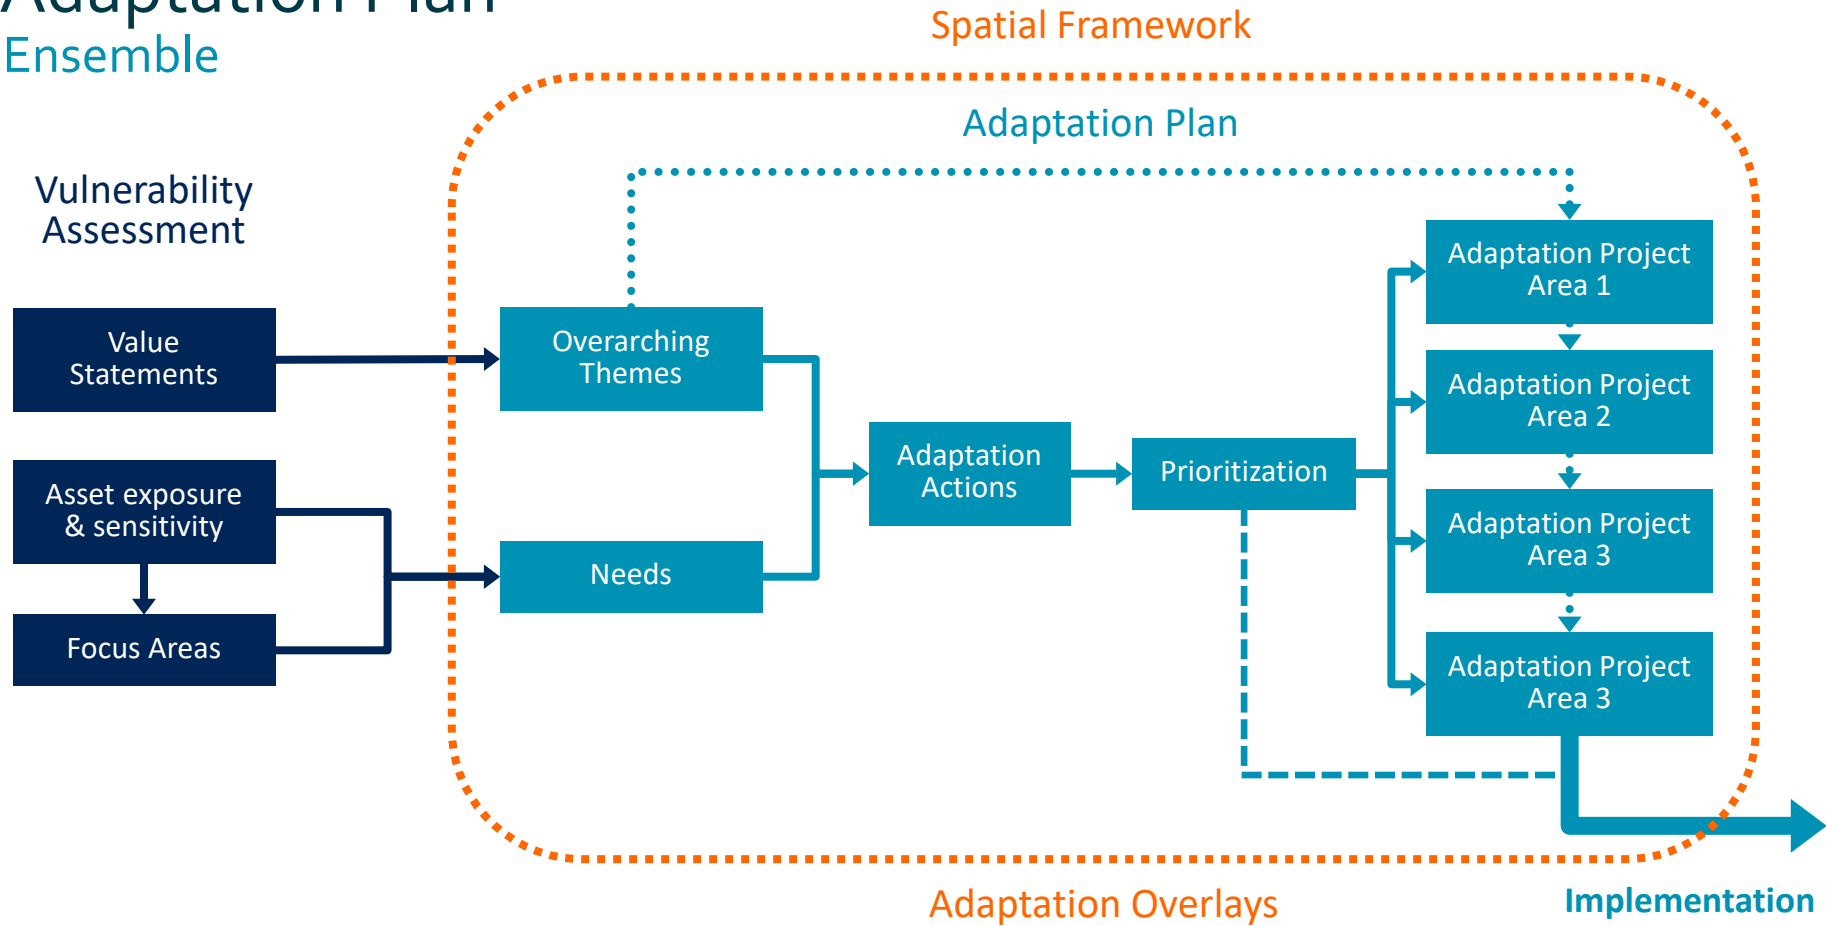 Adaptation Plan
Ensemble
Spatial Framework
Adaptation Plan
Vulnerability
Assessment
Value
Statements
Asset exposure
& sensitivity
Focus Areas
Overarching
Themes
Needs
Adaptation
Actions
Prioritization
Adaptation Project
Area 1
Adaptation Project
Area 2
Adaptation Project
Area 3
Adaptation Project
Area 3
Adaptation Overlays
Implementation